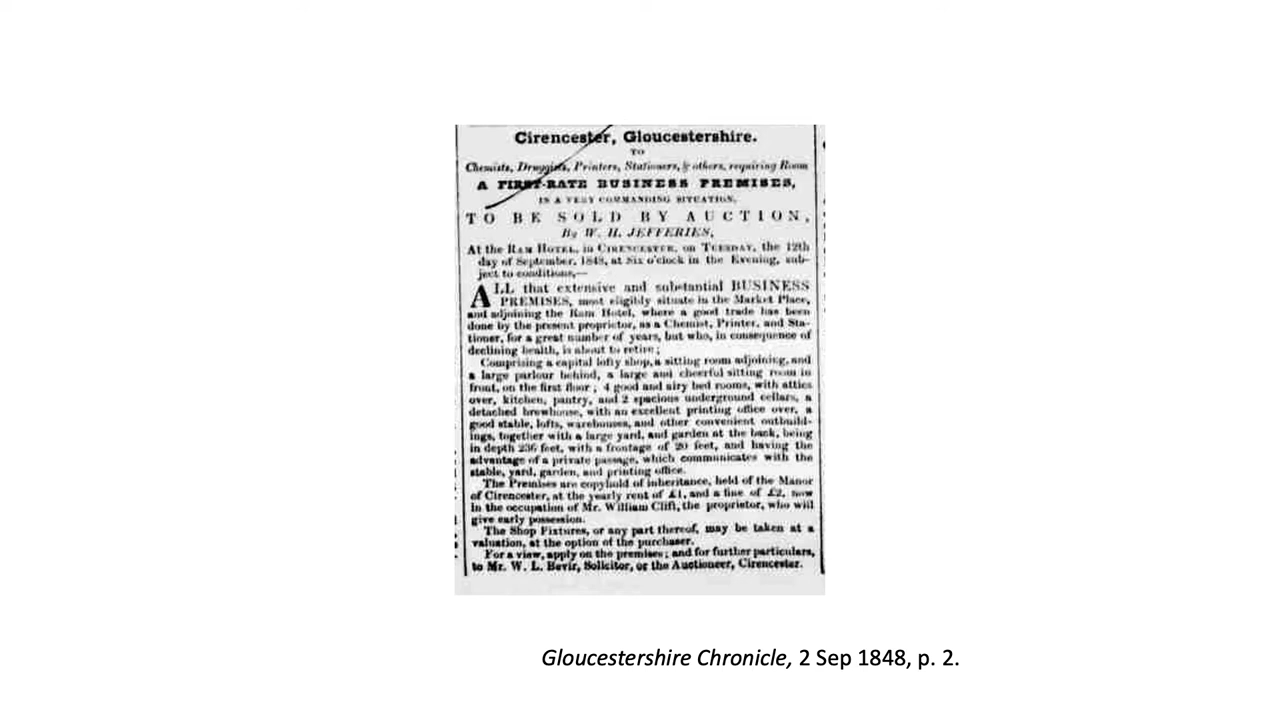 Cirencester, Gloucestershire.
TO
Chemists, Druggists, Printers, Stationers, & others, requiring Room
A FIRST-RATE BUSINESS PREMISES,
IN A VERY COMMANDING SITUATION,
TO BE SOLD BY AUCTION,
By W. H. JEFFERIES,
At the RAM HOTEL, in CIRENCESTER, on TUESDAY, the 12th
day of September, 1848, at Six o'clock in the Evening, sub-
ject to conditions,—
ALL that extensive and substantial BUSINESS
PREMISES, most eligibly situate in the Market Place,
and adjoining the Ram Hotel, where a good trade has been
done by the present proprietor, as a Chemist, Printer, and Sta-
tioner, for a great number of years, but who, in consequence of
declining health, is about to retire;
Comprising a capital lofty shop, a sitting room adjoining, and
a large parlour behind, a large and cheerful sitting room in
front, on the first floor; 4 good and airy bed rooms, with attics
over, kitchen, pantry, and 2 spacious underground cellars, a
detached brewhouse, with an excellent printing office over, a
good stable, lofts, warehouses, and other convenient outbuild-
ings, together with a large yard, and garden at the back, being
in depth 236 feet, with a frontage of 20 feet, and having the
advantage of a private passage, which communicates with the
stable, yard, garden, and printing office.
The Premises are copyhold of inheritance, held of the Manor
of Cirencester, at the yearly rent of £1, and a fine of £2, now
in the occupation of Mr. William Clift, the proprietor, who will
give early possession.
The Shop Fixtures, or any part thereof, may be taken at a
valuation, at the option of the purchaser.
For a view, apply on the premises; and for further particulars,
to Mr. W. L. Bevir, Solicitor, or the Auctioneer, Cirencester.
Gloucestershire Chronicle, 2 Sep 1848, p. 2.